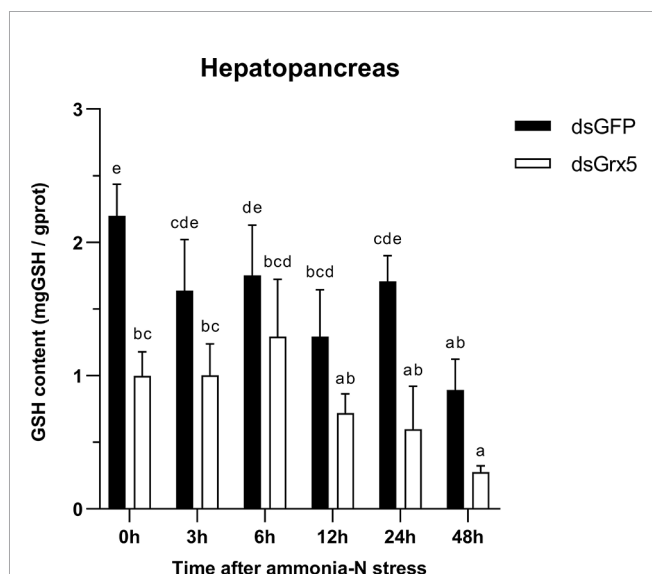 Hepatopancreas
dsGFP
dsGrx5
GSH content (mgGSH / gprot)
3
2
1
0
e
bc
cde
bc
de
bcd
bcd
ab
cde
ab
ab
a
0h 3h 6h 12h 24h 48h
Time after ammonia-N stress